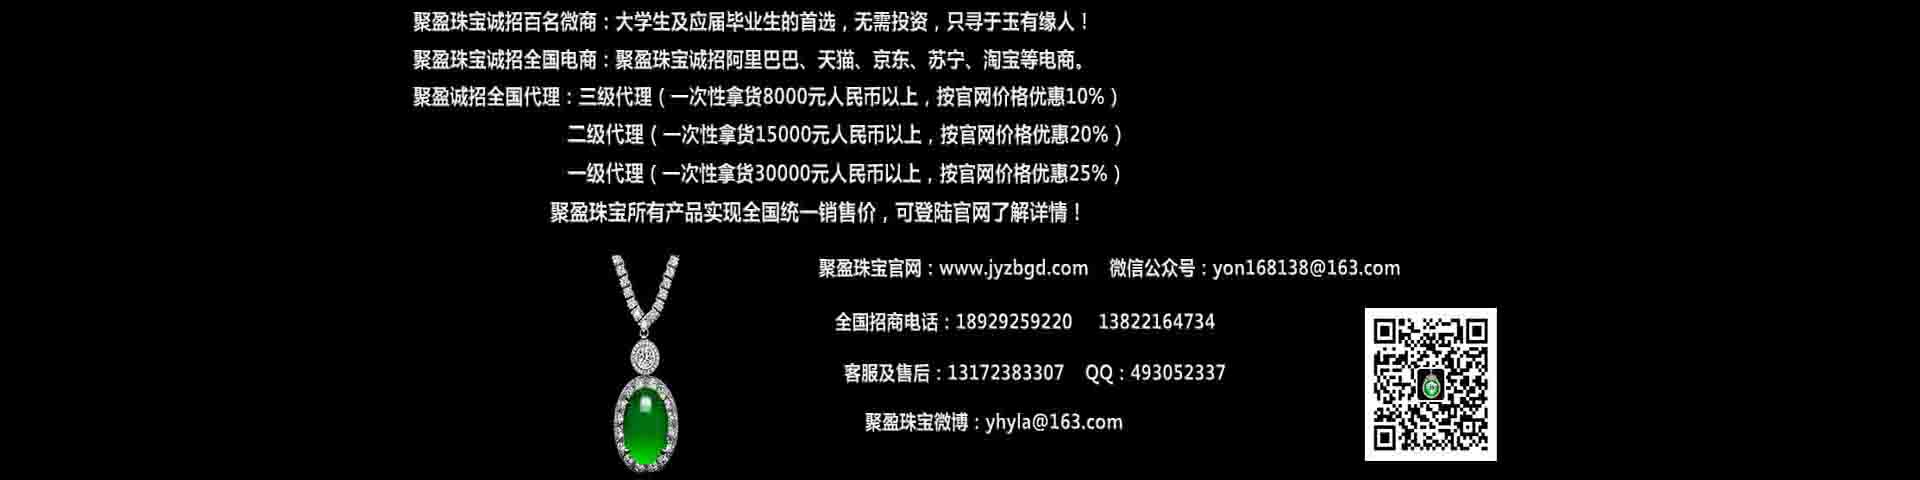 聚盈珠宝诚招百名微商：大学生及应届毕业生的首选，无需投资，只寻于玉有缘人！
聚盈珠宝诚招全国电商：聚盈珠宝诚招阿里巴巴、天猫、京东、苏宁、淘宝等电商。
聚盈诚招全国代理：三级代理（一次性拿货8000元人民币以上，按官网价格优惠10%）
二级代理（一次性拿货15000元人民币以上，按官网价格优惠20%）
一级代理（一次性拿货30000元人民币以上，按官网价格优惠25%）
聚盈珠宝所有产品实现全国统一销售价，可登陆官网了解详情！
聚盈珠宝官网：www.jyzbgd.com 微信公众号：yon168138@163.com
全国招商电话：18929259220 13822164734
客服及售后：13172383307 QQ：493052337
聚盈珠宝微博：yhyla@163.com